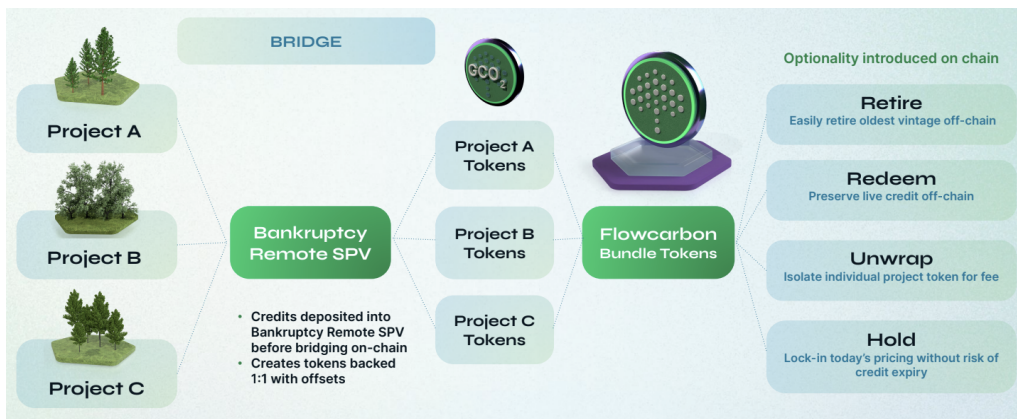 BRIDGE
Project A
Project B
Project C
Bankruptcy
Remote SPV
• Credits deposited into
Bankruptcy Remote SPV
before bridging on-chain
• Creates tokens backed
1:1 with offsets
GCO2
Project A
Tokens
Project B
Tokens
Project C
Tokens
Flowcarbon
Bundle Tokens
Optionality introduced on chain
Retire
Easily retire oldest vintage off-chain
Redeem
Preserve live credit off-chain
Unwrap
Isolate individual project token for fee
Hold
Lock-in today's pricing without risk of
credit expiry